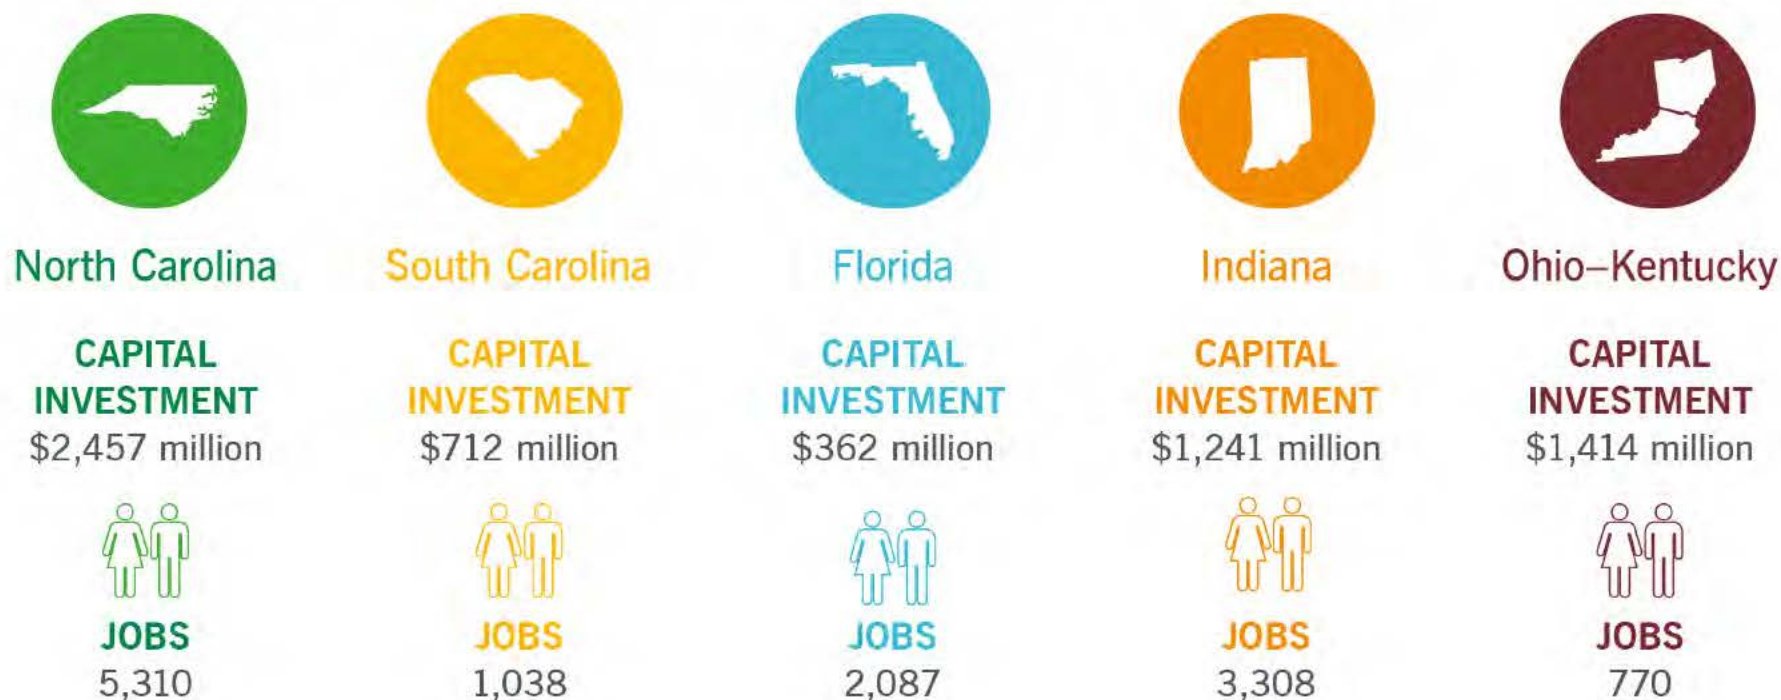 North Carolina
CAPITAL
INVESTMENT
$2,457 million
JOBS
5,310
South Carolina
CAPITAL
INVESTMENT
$712 million
JOBS
1,038
Florida
CAPITAL
INVESTMENT
$362 million
JOBS
2,087
Indiana
CAPITAL
INVESTMENT
$1,241 million
JOBS
3,308
Ohio–Kentucky
CAPITAL
INVESTMENT
$1,414 million
JOBS
770